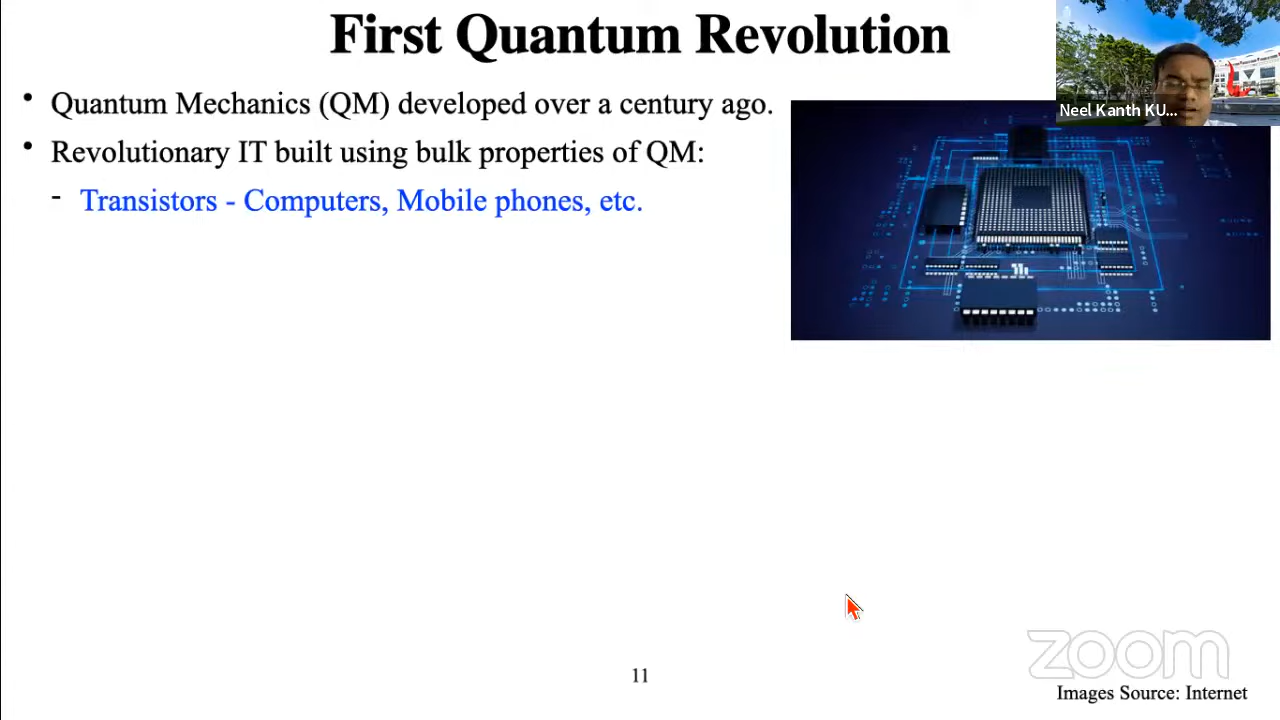 First Quantum Revolution
Neel Kanth KU...
• Quantum Mechanics (QM) developed over a century ago.
• Revolutionary IT built using bulk properties of QM:
- Transistors - Computers, Mobile phones, etc.
zoom
11
Images Source: Internet